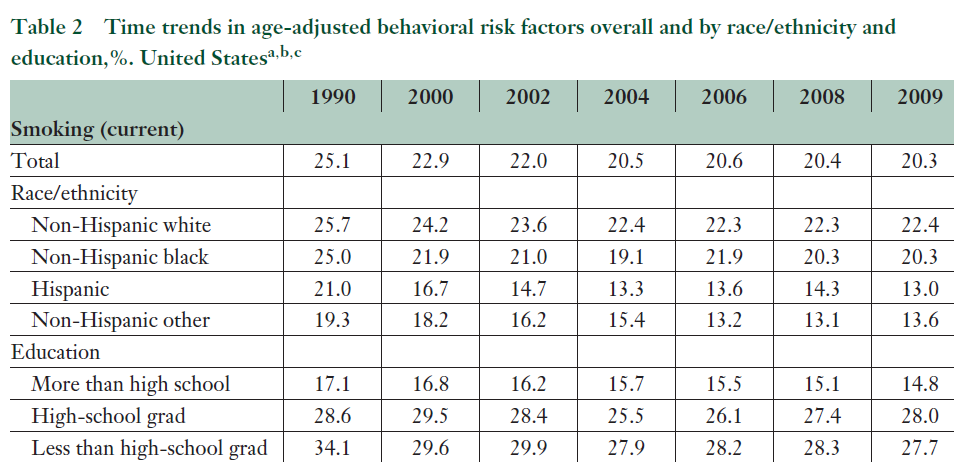 Table 2 Time trends in age-adjusted behavioral risk factors overall and by race/ethnicity and
education, %. United Statesa,b,c
1990 2000 2002 2004 2006 2008 2009
Smoking (current)
Total 25.1 22.9 22.0 20.5 20.6 20.4 20.3
Race/ethnicity
Non-Hispanic white 25.7 24.2 23.6 22.4 22.3 22.3 22.4
Non-Hispanic black 25.0 21.9 21.0 19.1 21.9 20.3 20.3
Hispanic 21.0 16.7 14.7 13.3 13.6 14.3 13.0
Non-Hispanic other 19.3 18.2 16.2 15.4 13.2 13.1 13.6
Education
More than high school 17.1 16.8 16.2 15.7 15.5 15.1 14.8
High-school grad 28.6 29.5 28.4 25.5 26.1 27.4 28.0
Less than high-school grad 34.1 29.6 29.9 27.9 28.2 28.3 27.7